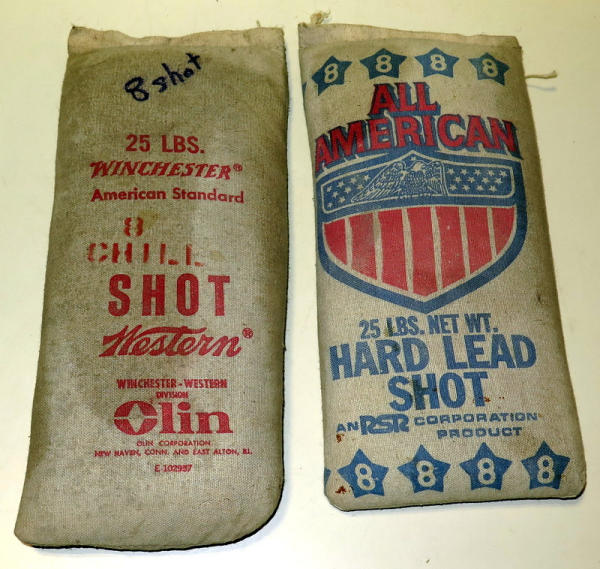 8 shot
25 LBS.
WINCHESTER®
American Standard
8
CHILL
SHOT
Western®
WINCHESTER-WESTERN
DIVISION
Olin
OLIN CORPORATION
NEW HAVEN, CONN. AND EAST ALTON, ILL.
E 102957
8 8 8 8
ALL
AMERICAN
25 LBS. NET WT.
HARD LEAD
SHOT
AN RSR CORPORATION
PRODUCT
8 8 8 8